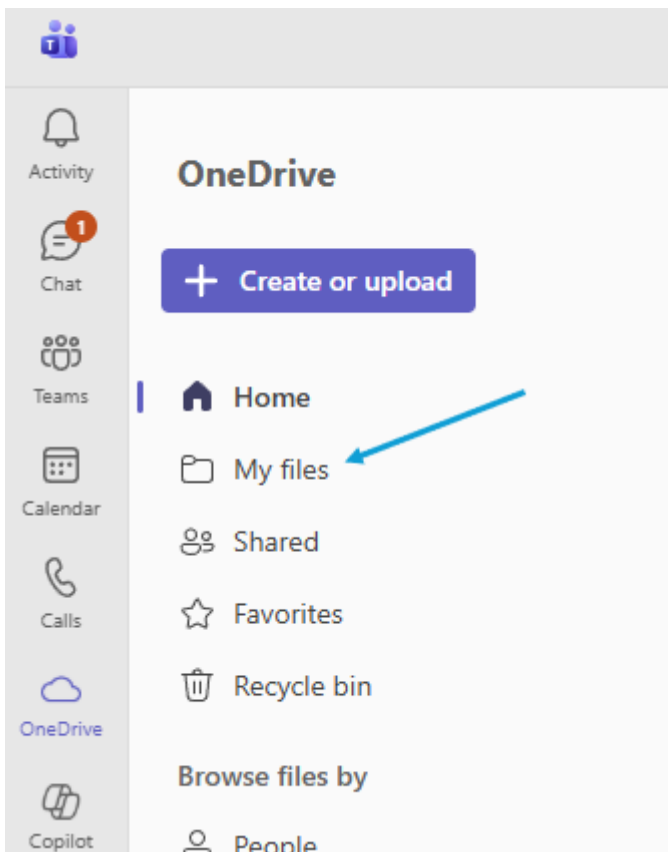 T
Activity
1
Chat
Teams
Calendar
Calls
OneDrive
Copilot
OneDrive
+ Create or upload
Home
My files
Shared
Favorites
Recycle bin
Browse files by
People